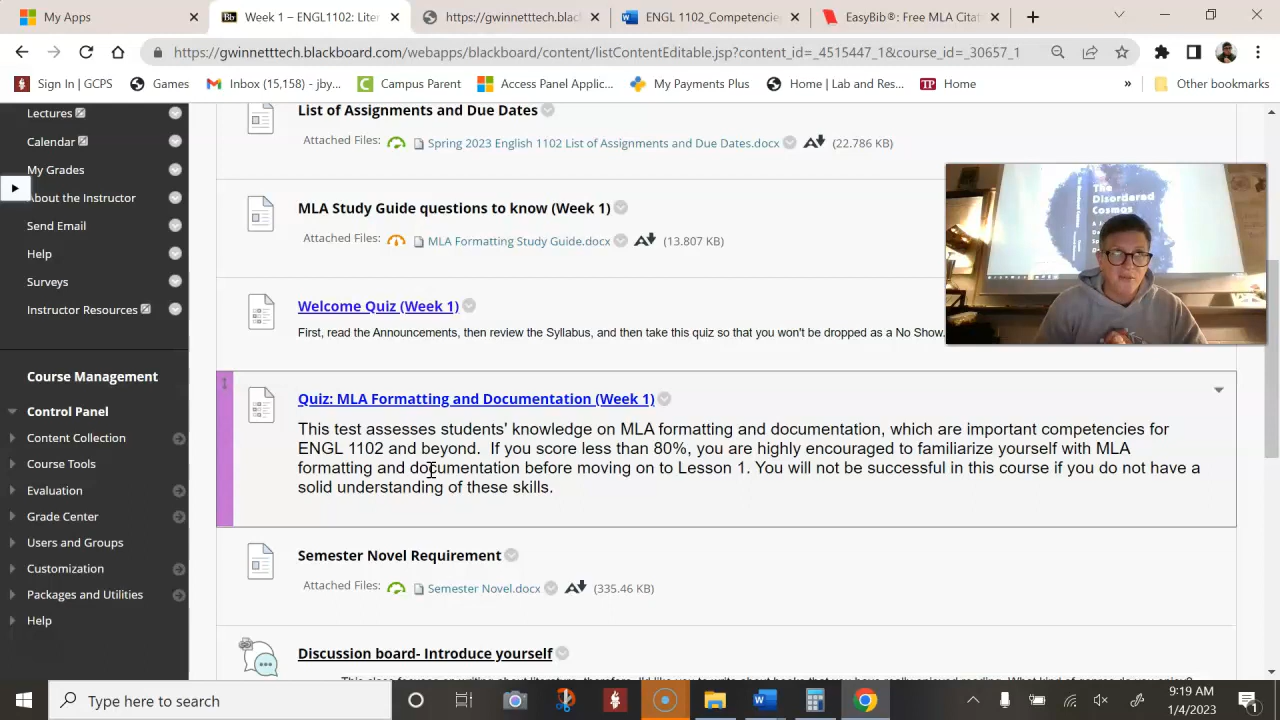 My Apps
Week 1 – ENGL1102: Liter
https://gwinnetttech.blac
ENGL 1102_Competencie
EasyBib®: Free MLA Citat
https://gwinnetttech.blackboard.com/webapps/blackboard/content/listContentEditable.jsp?content_id=_4515447_1&course_id=_30657_1
Sign In | GCPS
Games
Inbox (15,158) - jby...
Campus Parent
Access Panel Applic...
My Payments Plus
Home | Lab and Res...
TP Home
»
Other bookmarks
Lectures
Calendar
My Grades
About the Instructor
Send Email
Help
Surveys
Instructor Resources
Course Management
Control Panel
Content Collection
Course Tools
Evaluation
Grade Center
Users and Groups
Customization
Packages and Utilities
Help
List of Assignments and Due Dates
Attached Files: Spring 2023 English 1102 List of Assignments and Due Dates.docx (22.786 KB)
MLA Study Guide questions to know (Week 1)
Attached Files: MLA Formatting Study Guide.docx (13.807 KB)
Welcome Quiz (Week 1)
First, read the Announcements, then review the Syllabus, and then take this quiz so that you won't be dropped as a No Show.
Quiz: MLA Formatting and Documentation (Week 1)
This test assesses students' knowledge on MLA formatting and documentation, which are important competencies for
ENGL 1102 and beyond. If you score less than 80%, you are highly encouraged to familiarize yourself with MLA
formatting and documentation before moving on to Lesson 1. You will not be successful in this course if you do not have a
solid understanding of these skills.
Semester Novel Requirement
Attached Files: Semester Novel.docx (335.46 KB)
Discussion board- Introduce yourself
The
Disordered
Cosmos
Type here to search
9:19 AM
1/4/2023